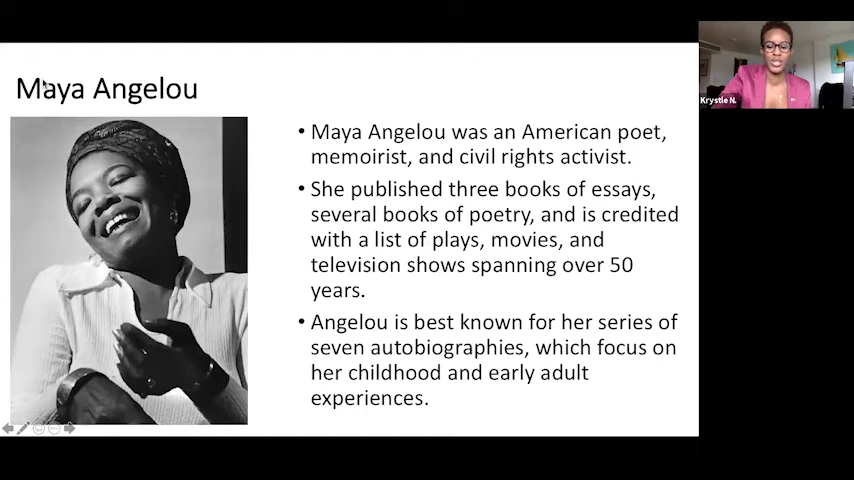 Maya Angelou
• Maya Angelou was an American poet,
memoirist, and civil rights activist.
• She published three books of essays,
several books of poetry, and is credited
with a list of plays, movies, and
television shows spanning over 50
years.
• Angelou is best known for her series of
seven autobiographies, which focus on
her childhood and early adult
experiences.
Krystle N.